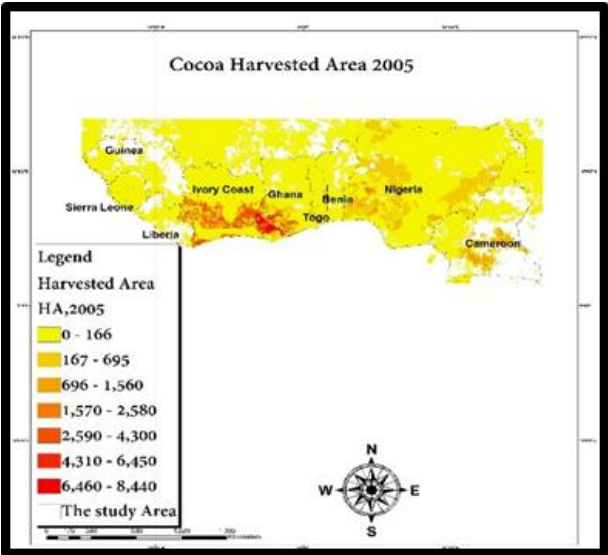 Cocoa Harvested Area 2005
Guinea
Ivory Coast
Ghana
Benia
Nigeria
Sierra Leone
Togo
Liberia
Cameroon
Legend
Harvested Area
HA,2005
0 - 166
167 - 695
696 - 1,560
1,570 - 2,580
2,590 - 4,300
4,310 - 6,450
6,460 - 8,440
The study Area
N
W
E
S